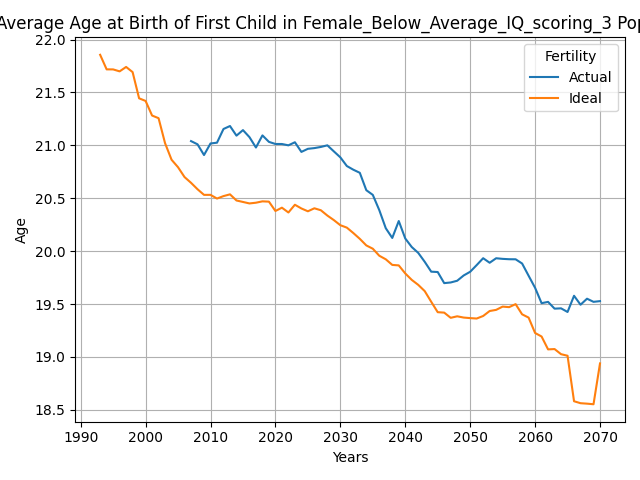 Average Age at Birth of First Child in Female_Below_Average_IQ_scoring_3 Pop
Fertility
Actual
Ideal
22.0
21.5
21.0
20.5
20.0
19.5
19.0
18.5
Age
1990 2000 2010 2020 2030 2040 2050 2060 2070
Years